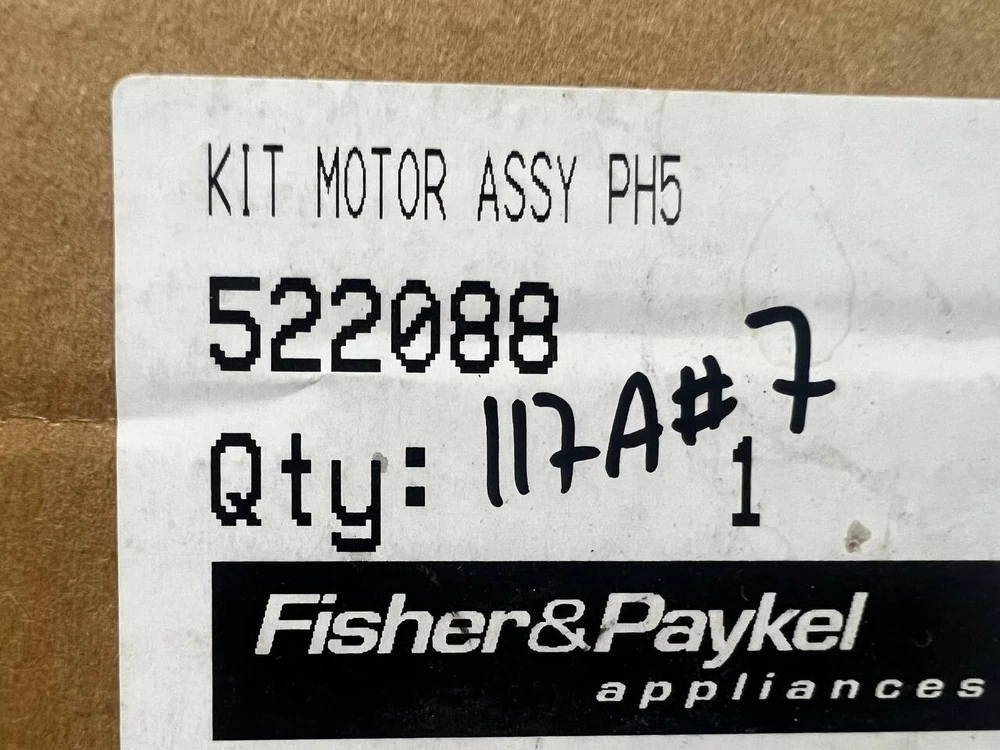 KIT MOTOR ASSY PH5
522088
117A#7
Qty: 1
Fisher&Paykel
appliances